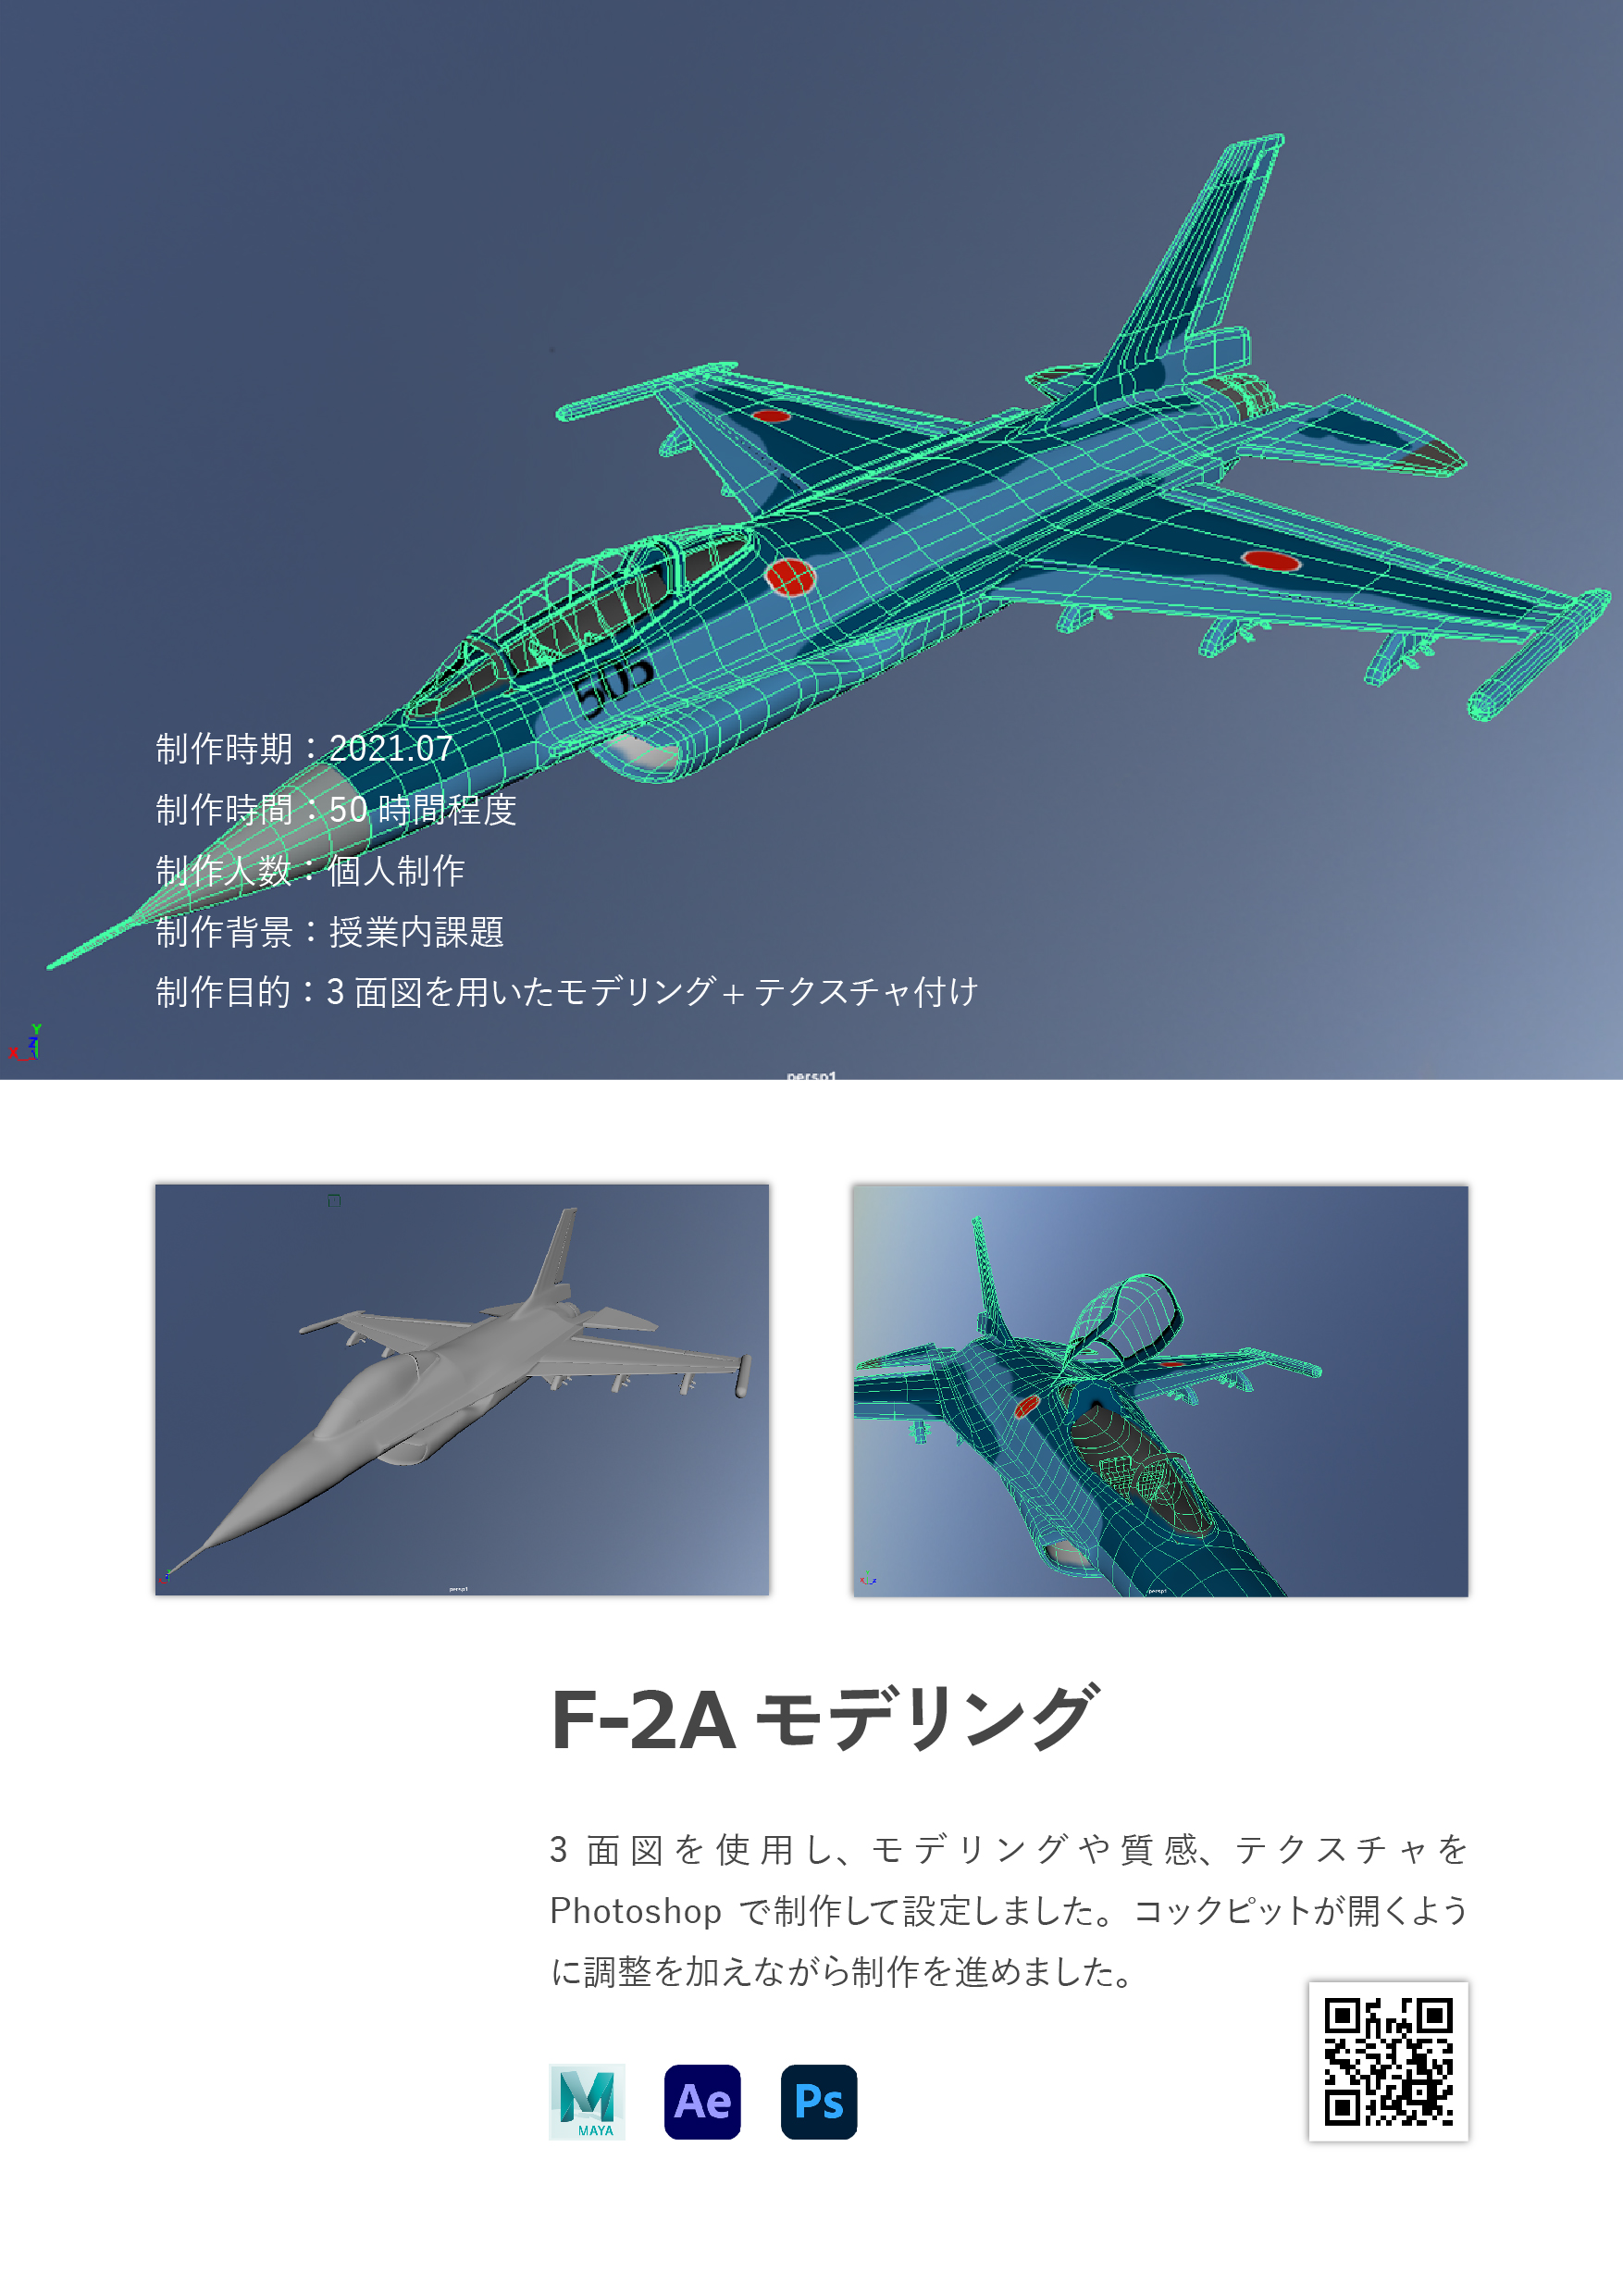 505
制作時期：2021.07
制作時間：50 時間程度
制作人数：個人制作
制作背景：授業内課題
制作目的：3 面図を用いたモデリング + テクスチャ付け
Y
Z
X
persp1
persp1
persp1
F-2A モデリング
3 面図を使用し、モデリングや質感、テクスチャを
Photoshop で制作して設定しました。コックピットが開くよう
に調整を加えながら制作を進めました。
MAYA
Ae
Ps